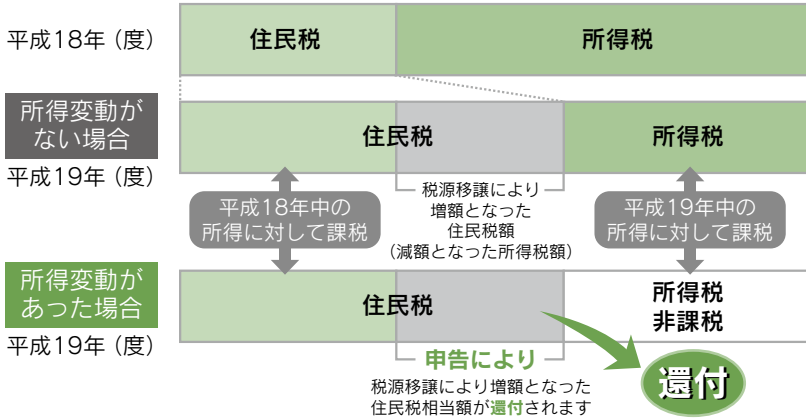 平成18年（度）
住民税
所得税
所得変動が
ない場合
平成19年（度）
住民税
所得税
平成18年中の
所得に対して課税
税源移譲により
増額となった
住民税額
（減額となった所得税額）
平成19年中の
所得に対して課税
所得変動が
あった場合
平成19年（度）
住民税
所得税
非課税
申告により
税源移譲により増額となった
住民税相当額が還付されます
還付